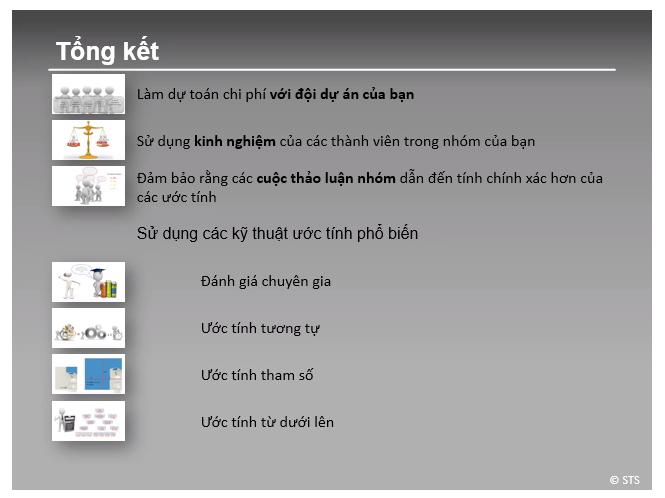 Tổng kết
Làm dự toán chi phí với đội dự án của bạn
Sử dụng kinh nghiệm của các thành viên trong nhóm của bạn
Đảm bảo rằng các cuộc thảo luận nhóm dẫn đến tính chính xác hơn của
các ước tính
Sử dụng các kỹ thuật ước tính phổ biến
Đánh giá chuyên gia
Ước tính tương tự
Ước tính tham số
Ước tính từ dưới lên
© STS